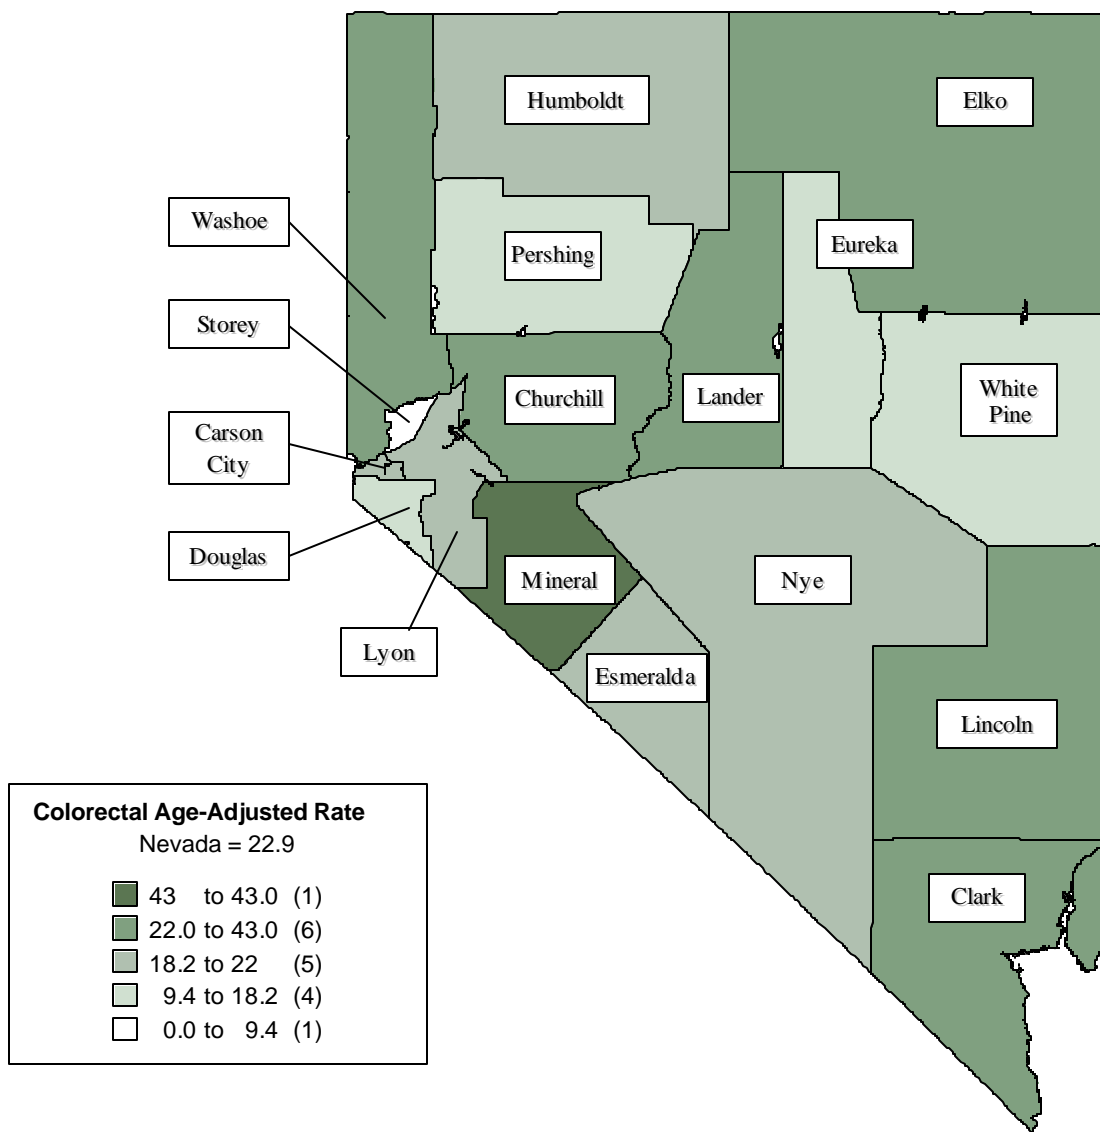 Humboldt
Elko
Washoe
Eureka
Pershing
Storey
Churchill
Lander
White
Pine
Carson
City
Douglas
Mineral
Nye
Lyon
Esmeralda
Lincoln
Clark
Colorectal Age-Adjusted Rate
Nevada = 22.9
43 to 43.0 (1)
22.0 to 43.0 (6)
18.2 to 22 (5)
9.4 to 18.2 (4)
0.0 to 9.4 (1)